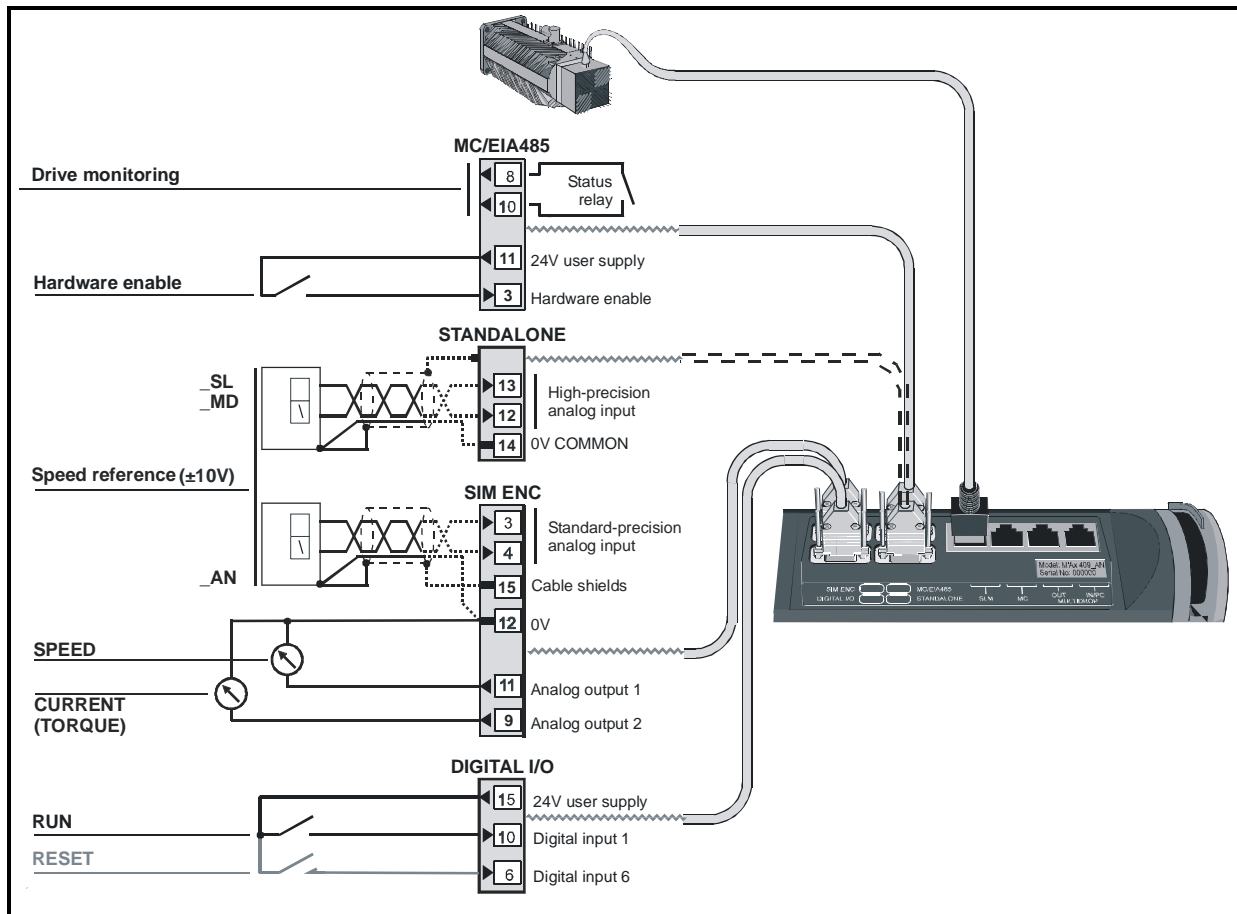 MC/EIA485
Drive monitoring
8
Status
relay
10
11
24V user supply
Hardware enable
3
Hardware enable
STANDALONE
_SL
_MD
13
High-precision
analog input
12
14
0V COMMON
Speed reference (±10V)
SIM ENC
3
Standard-precision
analog input
4
_AN
15
Cable shields
12
0V
SPEED
11
Analog output 1
CURRENT
(TORQUE)
9
Analog output 2
DIGITAL I/O
15
24V user supply
RUN
10
Digital input 1
RESET
6
Digital input 6
Model: M'Ax 409_AN
Serial No: 000000
SIM ENC
MC/EIA485
DIGITAL I/O
STANDALONE
SLM
MC
OUT
IN/PC
MULTIDROP